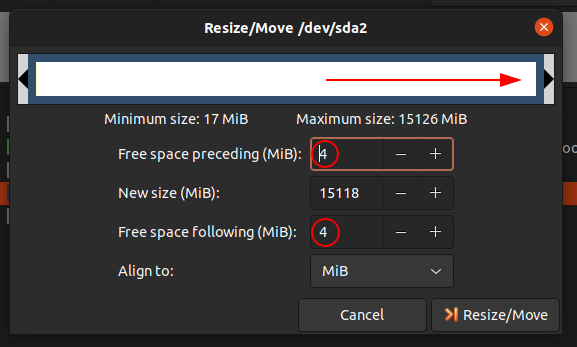 Resize/Move /dev/sda2
Minimum size: 17 MiB Maximum size: 15126 MiB
Free space preceding (MiB): 4
New size (MiB): 15118
Free space following (MiB): 4
Align to: MiB
Cancel Resize/Move